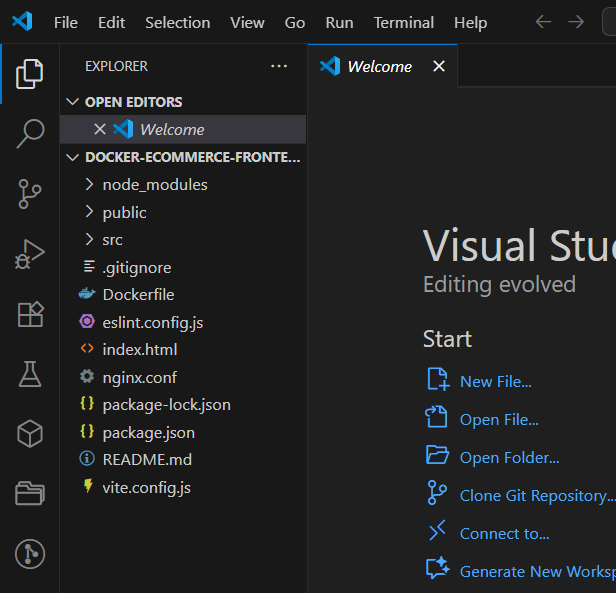 File Edit Selection View Go Run Terminal Help
EXPLORER
Welcome
OPEN EDITORS
Welcome
DOCKER-ECOMMERCE-FRONTE...
node_modules
public
src
.gitignore
Dockerfile
eslint.config.js
index.html
nginx.conf
package-lock.json
package.json
README.md
vite.config.js
Visual Stu
Editing evolved
Start
New File...
Open File...
Open Folder...
Clone Git Repository...
Connect to...
Generate New Worksp